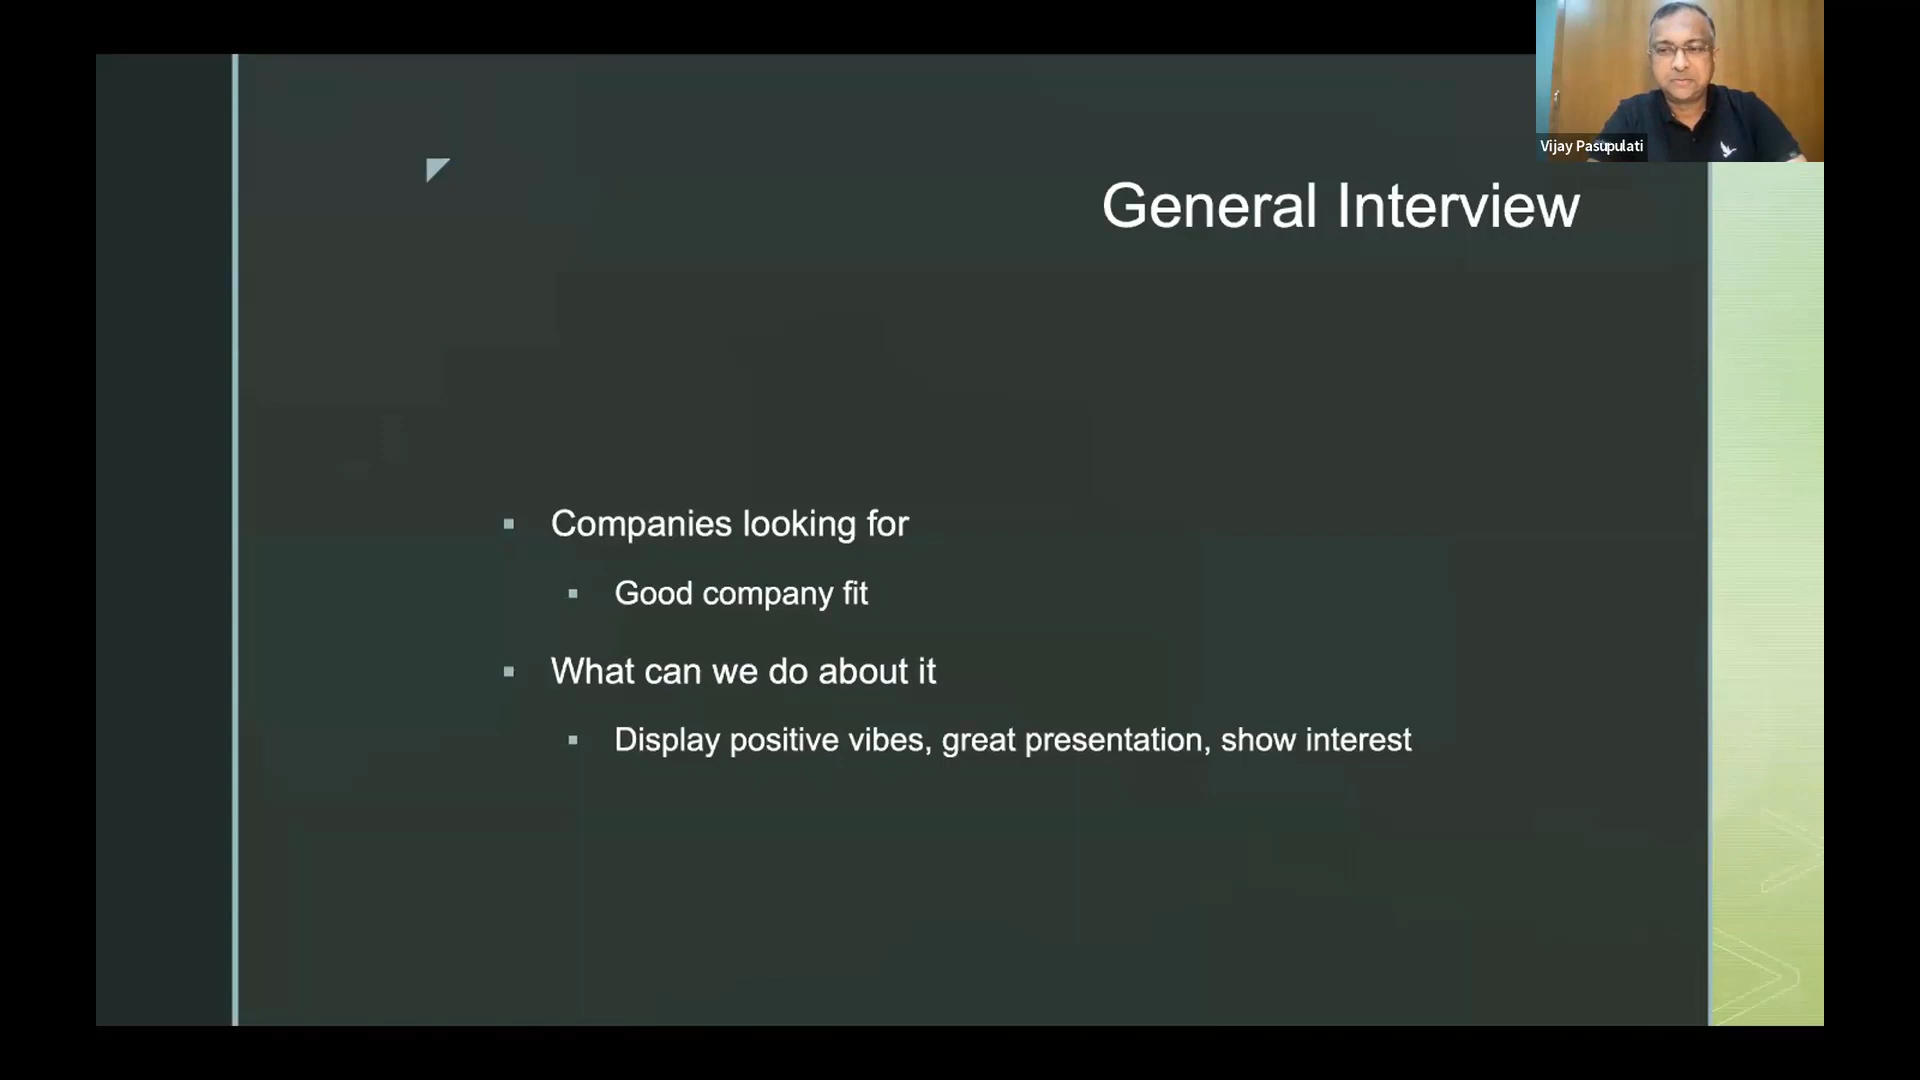 Vijay Pasupulati
General Interview
Companies looking for
Good company fit
What can we do about it
Display positive vibes, great presentation, show interest